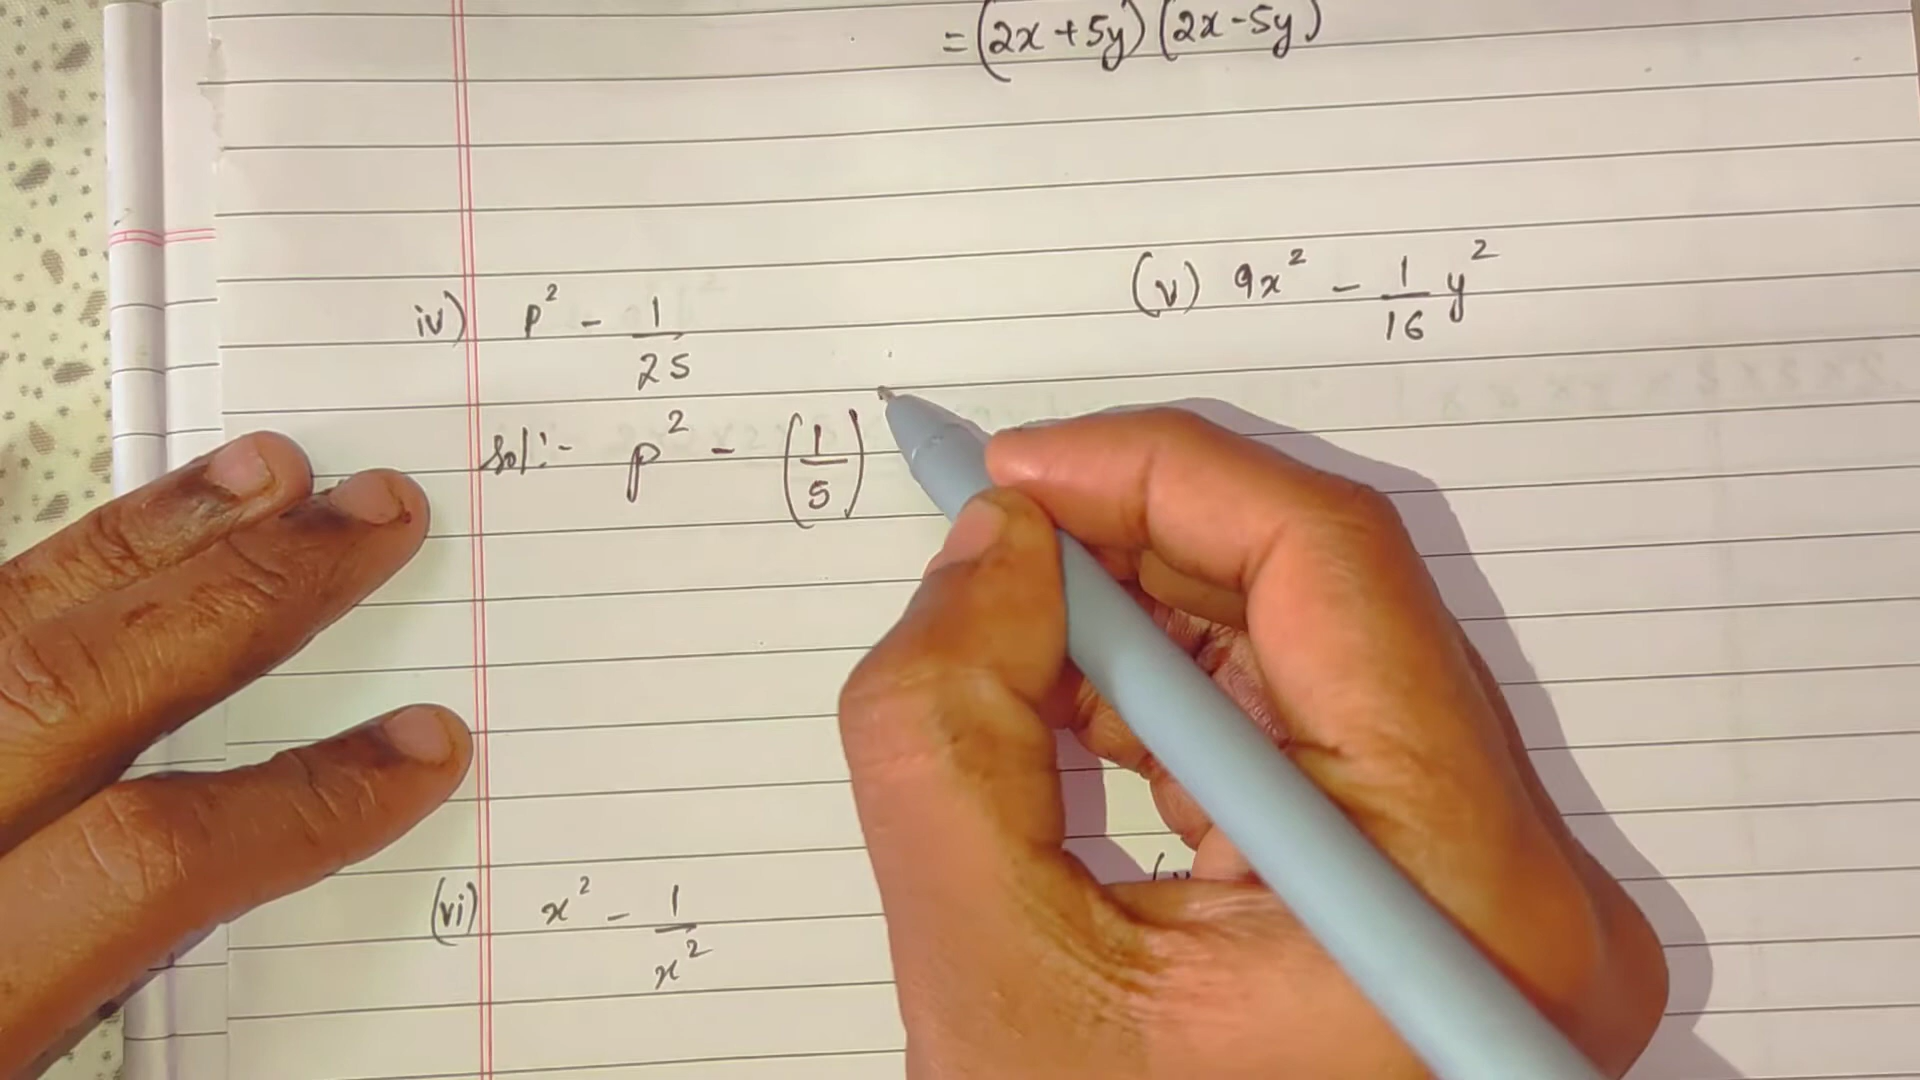 = (2x + 5y) (2x - 5y)
iv) p² - 1/25
(v) 9x² - 1/16 y²
Sol:- p² - (1/5)
(vi) x² - 1/x²